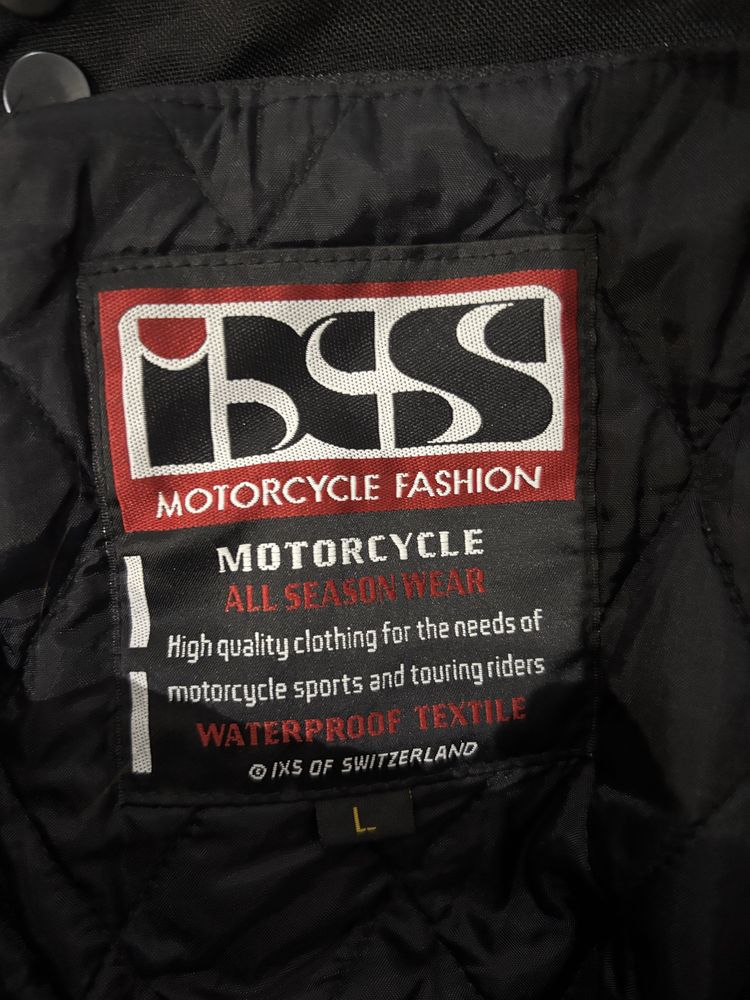 iXS
MOTORCYCLE FASHION
MOTORCYCLE
ALL SEASON WEAR
High quality clothing for the needs of
motorcycle sports and touring riders
WATERPROOF TEXTILE
© IXS OF SWITZERLAND
L